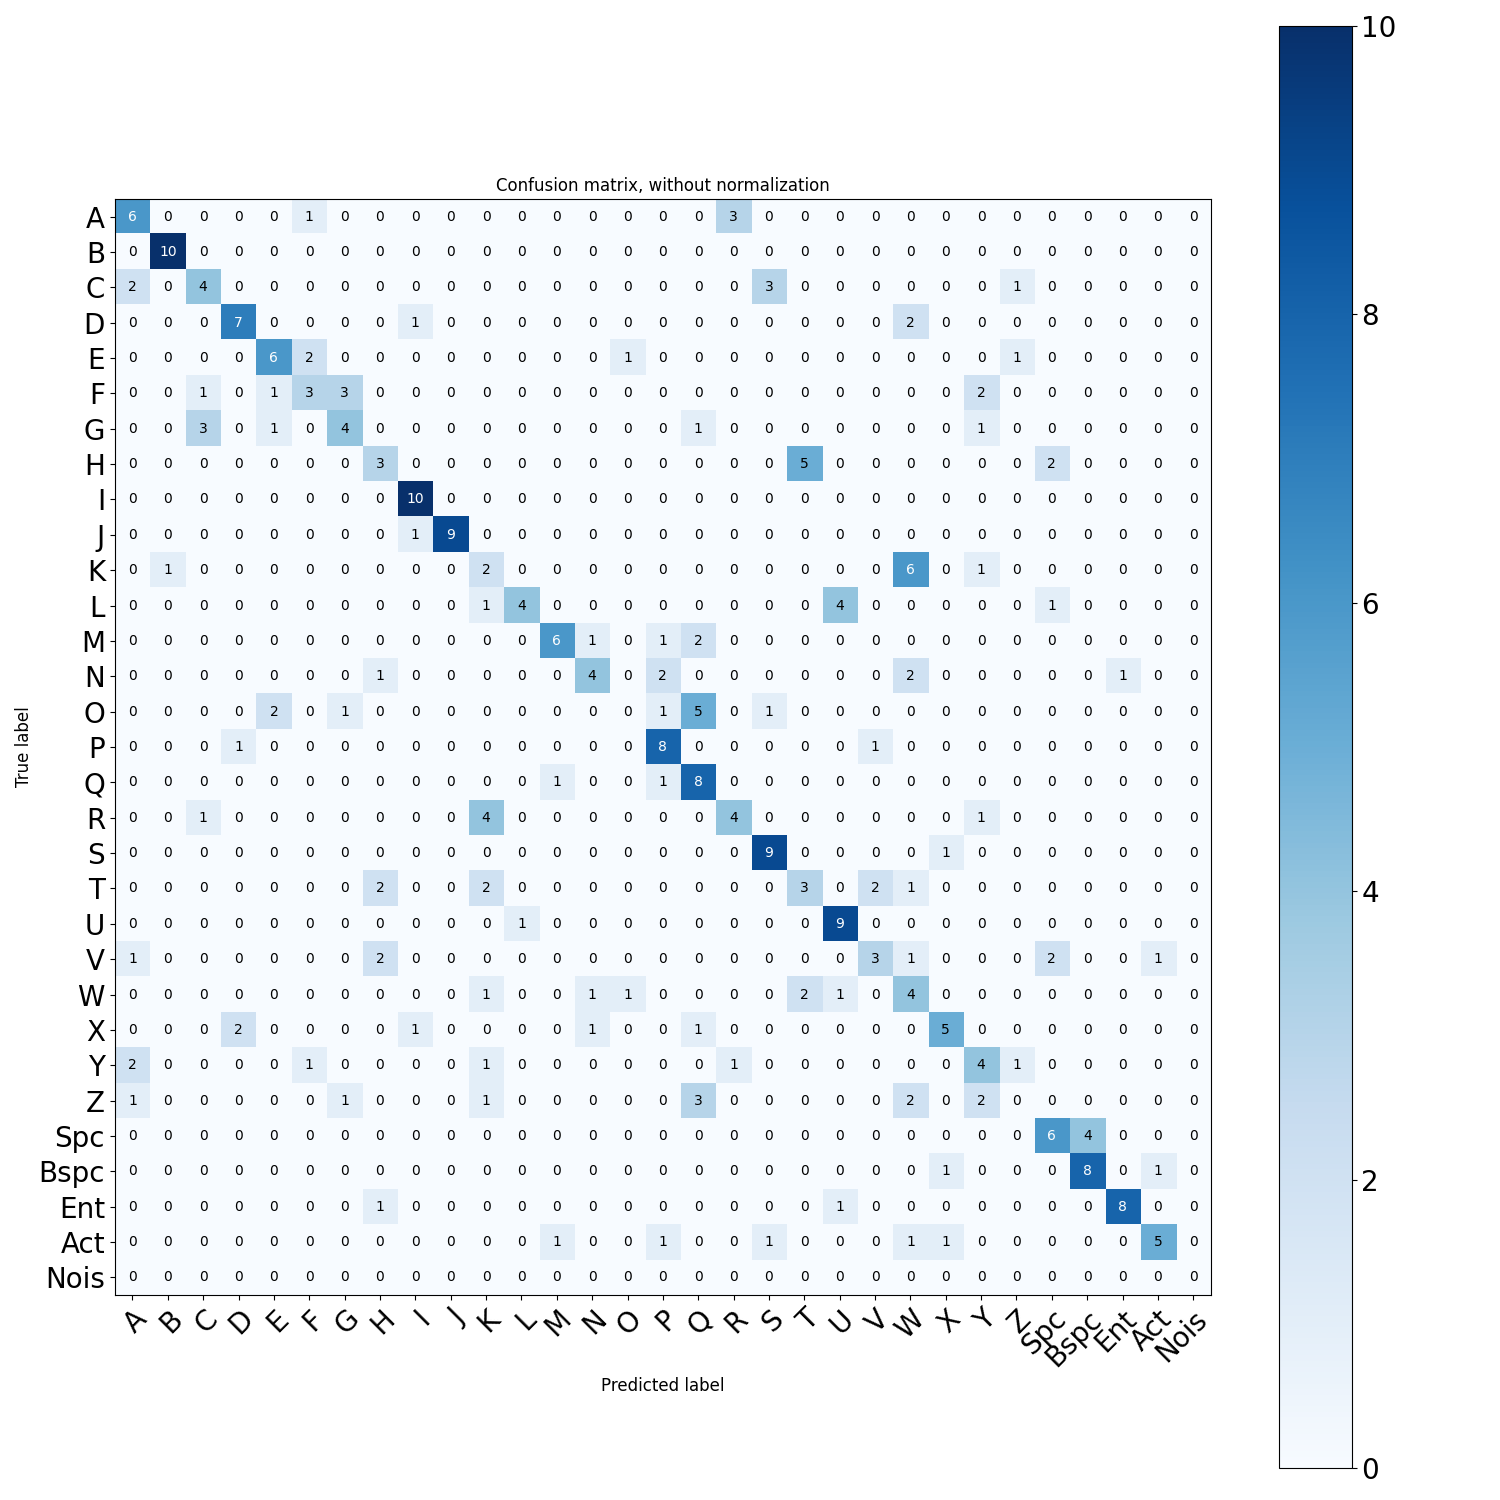 Confusion matrix, without normalization
A 6 0 0 0 0 1 0 0 0 0 0 0 0 0 0 0 0 3 0 0 0 0 0 0 0 0 0 0 0 0 0
B 0 10 0 0 0 0 0 0 0 0 0 0 0 0 0 0 0 0 0 0 0 0 0 0 0 0 0 0 0 0 0
C 2 0 4 0 0 0 0 0 0 0 0 0 0 0 0 0 0 0 3 0 0 0 0 0 0 1 0 0 0 0 0
D 0 0 0 7 0 0 0 0 1 0 0 0 0 0 0 0 0 0 0 0 0 0 2 0 0 0 0 0 0 0 0
E 0 0 0 0 6 2 0 0 0 0 0 0 0 0 1 0 0 0 0 0 0 0 0 0 0 1 0 0 0 0 0
F 0 0 1 0 1 3 3 0 0 0 0 0 0 0 0 0 0 0 0 0 0 0 0 0 2 0 0 0 0 0 0
G 0 0 3 0 1 0 4 0 0 0 0 0 0 0 0 0 1 0 0 0 0 0 0 0 1 0 0 0 0 0 0
H 0 0 0 0 0 0 0 3 0 0 0 0 0 0 0 0 0 0 0 5 0 0 0 0 0 0 2 0 0 0 0
I 0 0 0 0 0 0 0 0 10 0 0 0 0 0 0 0 0 0 0 0 0 0 0 0 0 0 0 0 0 0 0
J 0 0 0 0 0 0 0 0 1 9 0 0 0 0 0 0 0 0 0 0 0 0 0 0 0 0 0 0 0 0 0
K 0 1 0 0 0 0 0 0 0 0 2 0 0 0 0 0 0 0 0 0 0 0 6 0 1 0 0 0 0 0 0
L 0 0 0 0 0 0 0 0 0 0 1 4 0 0 0 0 0 0 0 0 4 0 0 0 0 0 1 0 0 0 0
M 0 0 0 0 0 0 0 0 0 0 0 0 6 1 0 1 2 0 0 0 0 0 0 0 0 0 0 0 0 0 0
N 0 0 0 0 0 0 0 1 0 0 0 0 0 4 0 2 0 0 0 0 0 0 2 0 0 0 0 0 1 0 0
O 0 0 0 0 2 0 1 0 0 0 0 0 0 0 0 1 5 0 1 0 0 0 0 0 0 0 0 0 0 0 0
P 0 0 0 1 0 0 0 0 0 0 0 0 0 0 0 8 0 0 0 0 0 1 0 0 0 0 0 0 0 0 0
Q 0 0 0 0 0 0 0 0 0 0 0 0 1 0 0 1 8 0 0 0 0 0 0 0 0 0 0 0 0 0 0
R 0 0 1 0 0 0 0 0 0 0 4 0 0 0 0 0 0 4 0 0 0 0 0 0 1 0 0 0 0 0 0
S 0 0 0 0 0 0 0 0 0 0 0 0 0 0 0 0 0 0 9 0 0 0 0 1 0 0 0 0 0 0 0
T 0 0 0 0 0 0 0 2 0 0 2 0 0 0 0 0 0 0 0 3 0 2 1 0 0 0 0 0 0 0 0
U 0 0 0 0 0 0 0 0 0 0 0 1 0 0 0 0 0 0 0 0 9 0 0 0 0 0 0 0 0 0 0
V 1 0 0 0 0 0 0 2 0 0 0 0 0 0 0 0 0 0 0 0 0 3 1 0 0 0 2 0 0 1 0
W 0 0 0 0 0 0 0 0 0 0 1 0 0 1 1 0 0 0 0 2 1 0 4 0 0 0 0 0 0 0 0
X 0 0 0 2 0 0 0 0 1 0 0 0 0 1 0 0 1 0 0 0 0 0 0 5 0 0 0 0 0 0 0
Y 2 0 0 0 0 1 0 0 0 0 1 0 0 0 0 0 0 1 0 0 0 0 0 0 4 1 0 0 0 0 0
Z 1 0 0 0 0 0 1 0 0 0 1 0 0 0 0 0 3 0 0 0 0 0 2 0 2 0 0 0 0 0 0
Spc 0 0 0 0 0 0 0 0 0 0 0 0 0 0 0 0 0 0 0 0 0 0 0 0 0 0 6 4 0 0 0
Bspc 0 0 0 0 0 0 0 0 0 0 0 0 0 0 0 0 0 0 0 0 0 0 0 1 0 0 0 8 0 1 0
Ent 0 0 0 0 0 0 0 1 0 0 0 0 0 0 0 0 0 0 0 0 1 0 0 0 0 0 0 0 8 0 0
Act 0 0 0 0 0 0 0 0 0 0 0 0 1 0 0 1 0 0 1 0 0 0 1 1 0 0 0 0 0 5 0
Nois 0 0 0 0 0 0 0 0 0 0 0 0 0 0 0 0 0 0 0 0 0 0 0 0 0 0 0 0 0 0 0
A B C D E F G H I J K L M N O P Q R S T U V W X Y Z Spc Bspc Ent Act Nois
Predicted label
True label
10
8
6
4
2
0